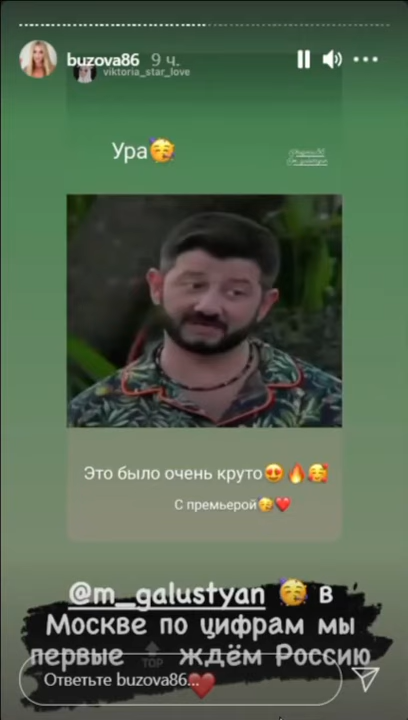 buzova86 9 ч.
viktoria_star_love
Ура🥳
Это было очень круто😍🔥🥰
С премьерой🥳❤️
@m_galustyan 🥳 в
Москве по цифрам мы
первые ждём Россию
TOP
Ответьте buzova86...